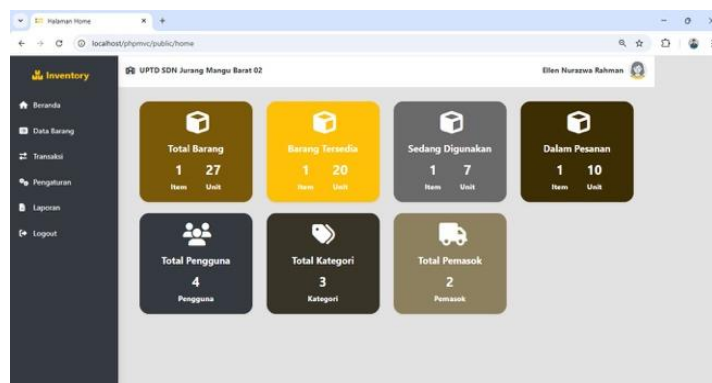 Halaman Home
localhost/phpmvc/public/home
Inventory
UPTD SDN Jurang Mangu Barat 02
Ellen Nurazwa Rahman
Beranda
Data Barang
Transaksi
Pengaturan
Laporan
Logout
Total Barang
1 27
Item Unit
Barang Tersedia
1 20
Item Unit
Sedang Digunakan
1 7
Item Unit
Dalam Pesanan
1 10
Item Unit
Total Pengguna
4
Pengguna
Total Kategori
3
Kategori
Total Pemasok
2
Pemasok